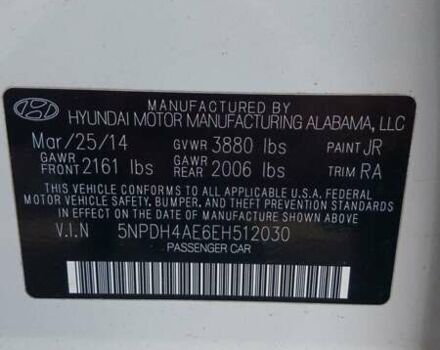 MANUFACTURED BY
HYUNDAI MOTOR MANUFACTURING ALABAMA, LLC
Mar/25/14 GVWR 3880 lbs PAINT JR
GAWR FRONT 2161 lbs GAWR REAR 2006 lbs TRIM RA
THIS VEHICLE CONFORMS TO ALL APPLICABLE U.S.A. FEDERAL
MOTOR VEHICLE SAFETY, BUMPER, AND THEFT PREVENTION STANDARDS
IN EFFECT ON THE DATE OF MANUFACTURE SHOWN ABOVE.
V.I.N 5NPDH4AE6EH512030
PASSENGER CAR